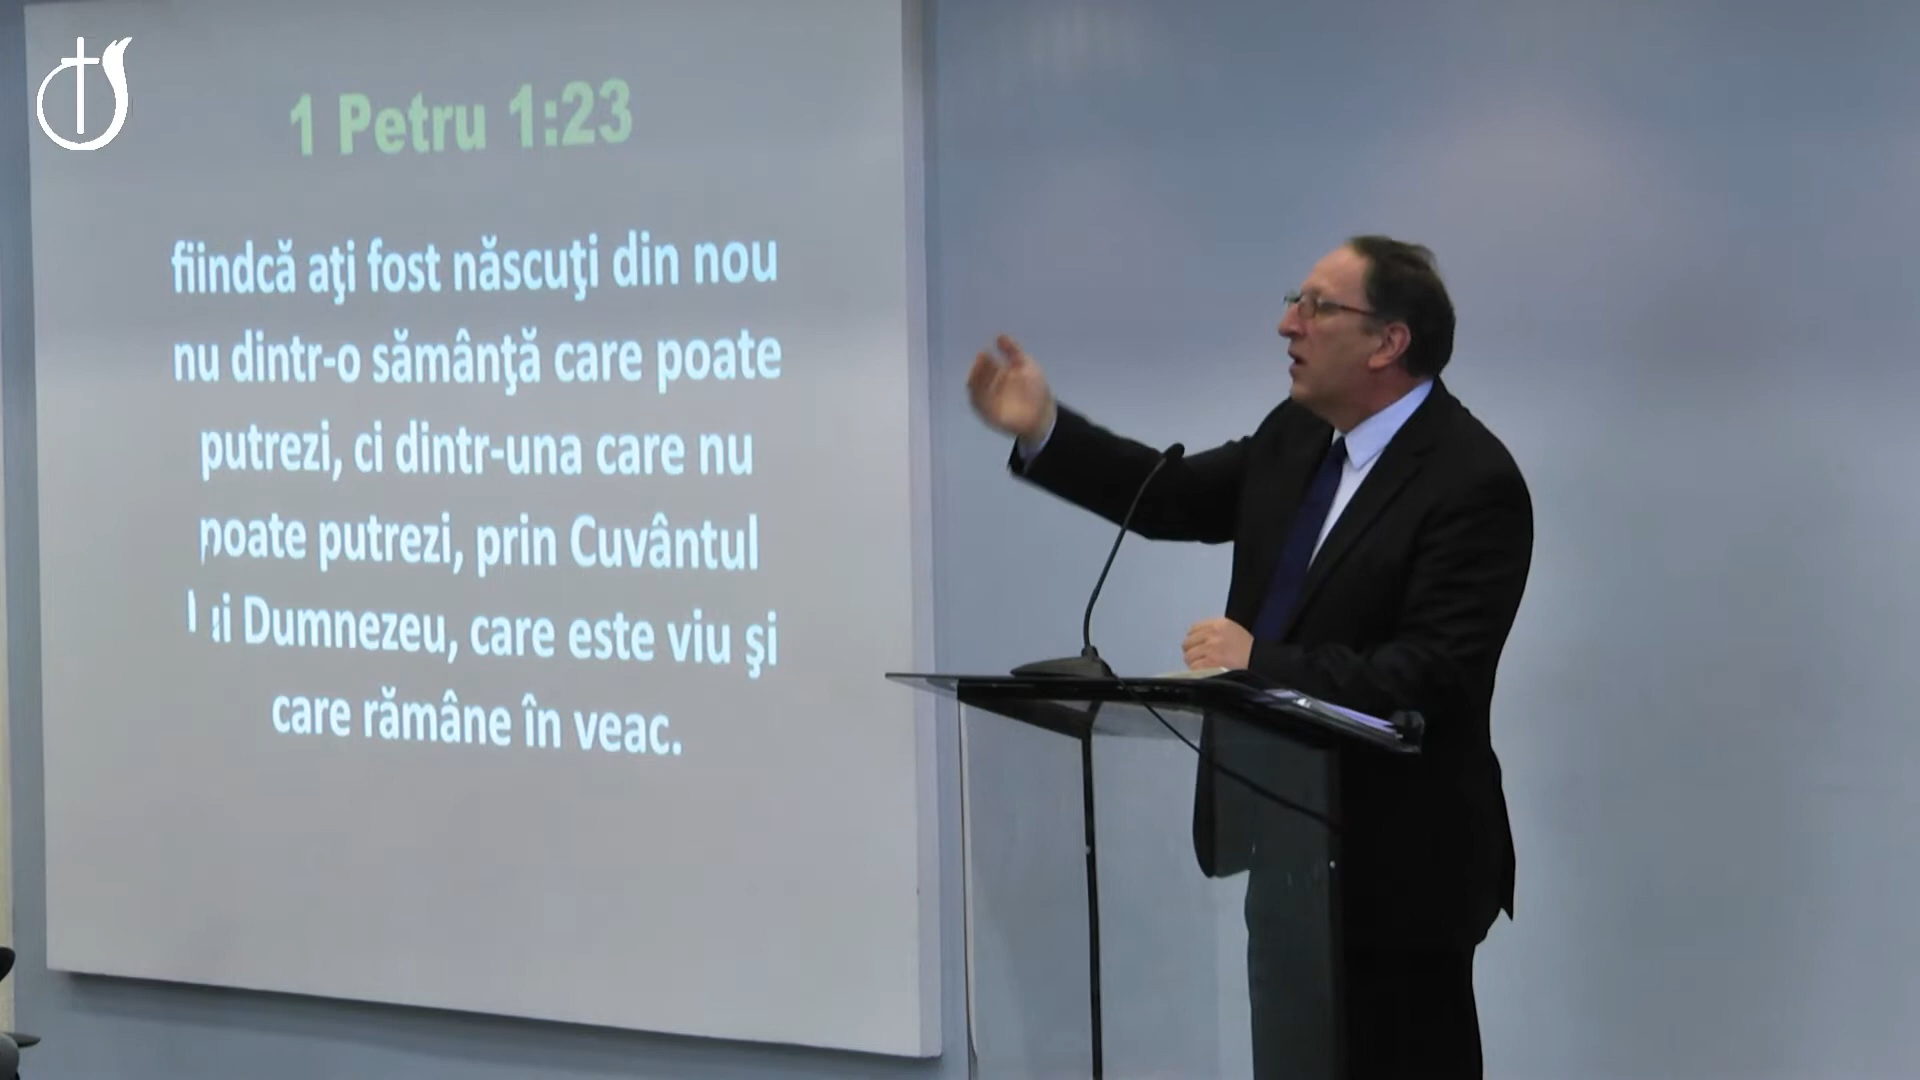 1 Petru 1:23
fiindcă aţi fost născuţi din nou
nu dintr-o sămânţă care poate
putrezi, ci dintr-una care nu
poate putrezi, prin Cuvântul
lui Dumnezeu, care este viu şi
care rămâne în veac.